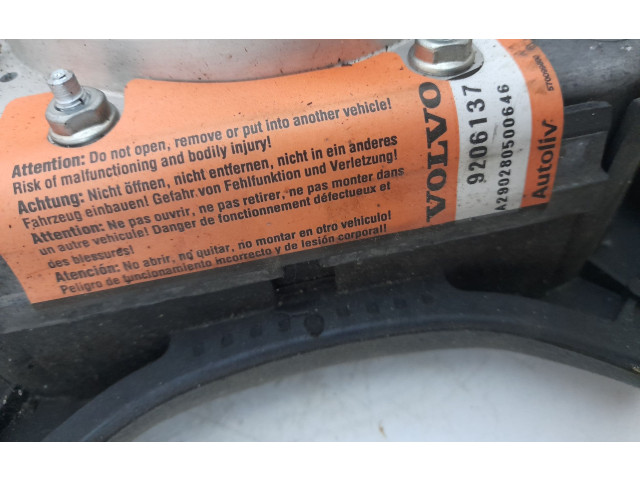 Attention: Do not open, remove or put into another vehicle!
Risk of malfunctioning and bodily injury!
Achtung: Nicht öffnen, nicht entfernen, nicht in ein anderes
Fahrzeug einbauen! Gefahr von Fehlfunktion und Verletzung!
Attention: Ne pas ouvrir, ne pas retirer, ne pas monter dans
un autre vehicule! Danger de fonctionnement défectueux et
des blessures!
Atención: No abrir, no quitar, no montar en otro vehículo!
Peligro de funcionamiento incorrecto y de lesión corporal!
VOLVO
9206137
A290280500646
Autoliv